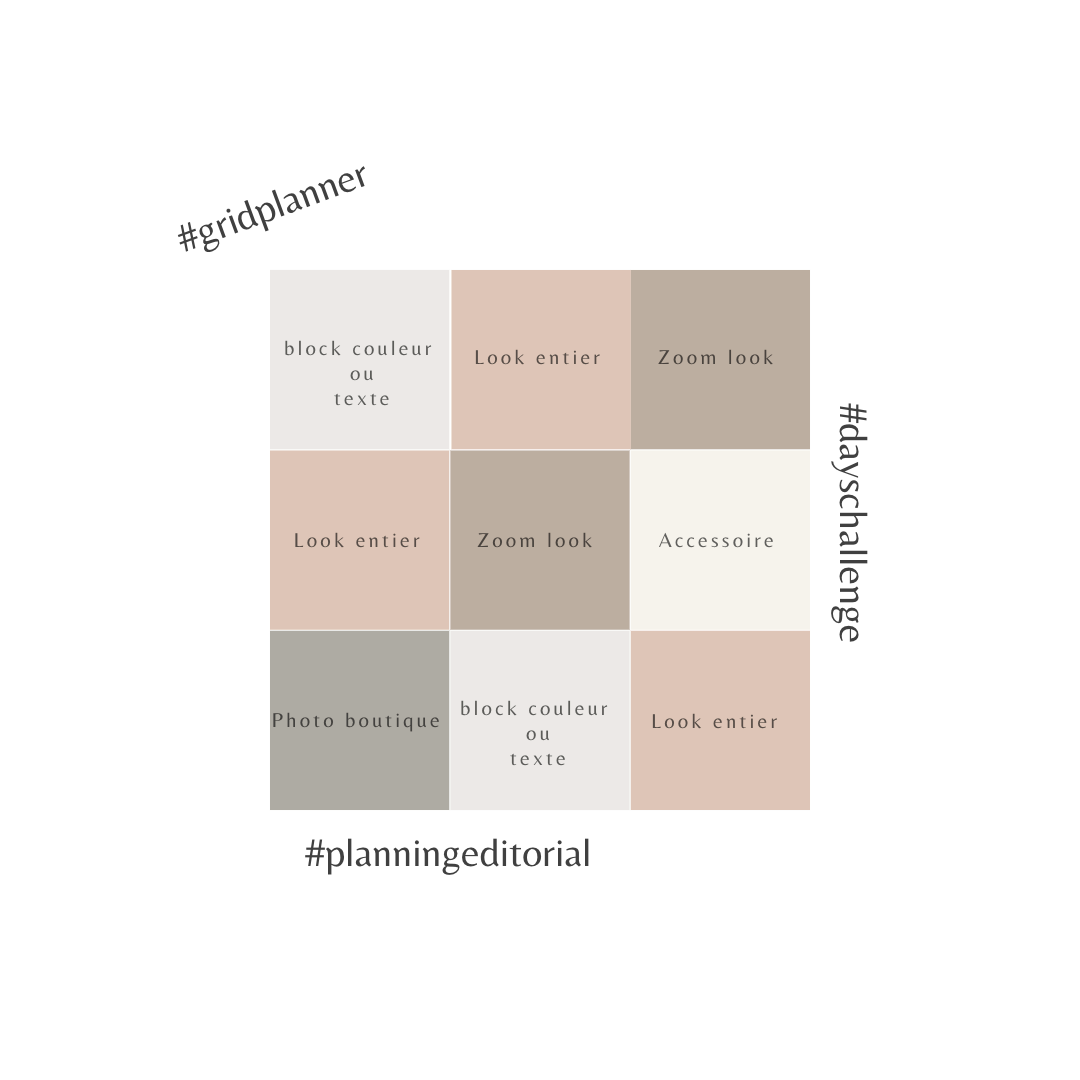 #gridplanner
block couleur
ou
texte
Look entier
Zoom look
Look entier
Zoom look
Accessoire
Photo boutique
block couleur
ou
texte
Look entier
#dayschallenge
#planningeditorial